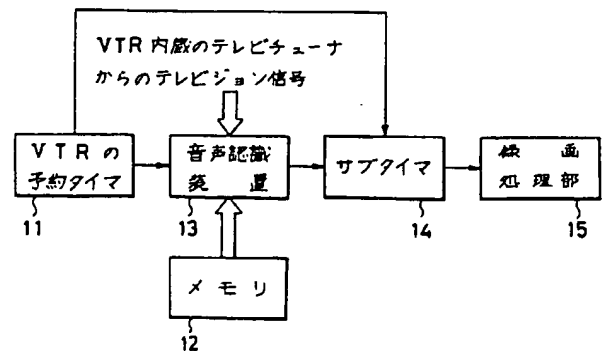 VTR内蔵のテレビチューナ
からのテレビジョン信号
VTRの
予約タイマ
11
音声認識
装置
13
サブタイマ
14
録画
処理部
15
メモリ
12